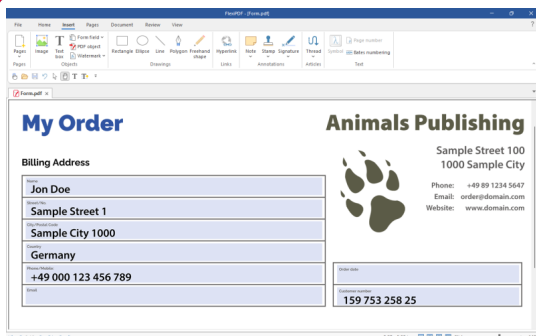 FlexiPDF - [Form.pdf]
File Home Insert Pages Document Review View
Pages Image Text box Form field PDF object Watermark Rectangle Ellipse Line Polygon Freehand shape Hyperlink Note Stamp Signature Thread Symbol Page number Bates numbering
Pages Objects Drawings Links Annotations Articles Text
Form.pdf ×
My Order
Animals Publishing
Sample Street 100
1000 Sample City
Billing Address
Name
Jon Doe
Phone: +49 89 1234 5647
Email: order@domain.com
Website: www.domain.com
Street/No.
Sample Street 1
City/Postal Code
Sample City 1000
Country
Germany
Phone/Mobile
+49 000 123 456 789
Order date
Email
Customer number
159 753 258 25